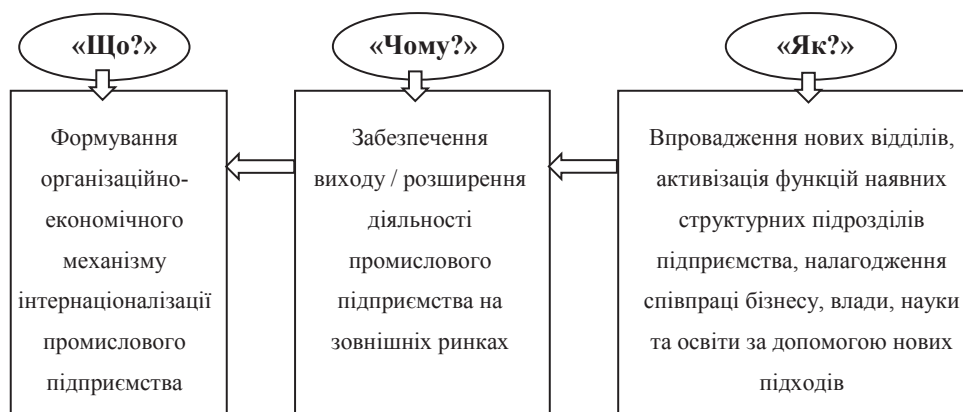 «Що?»
Формування
організаційно-
економічного
механізму
інтернаціоналізації
промислового
підприємства
«Чому?»
Забезпечення
виходу / розширення
діяльності
промислового
підприємства на
зовнішніх ринках
«Як?»
Впровадження нових відділів,
активізація функцій наявних
структурних підрозділів
підприємства, налагодження
співпраці бізнесу, влади, науки
та освіти за допомогою нових
підходів